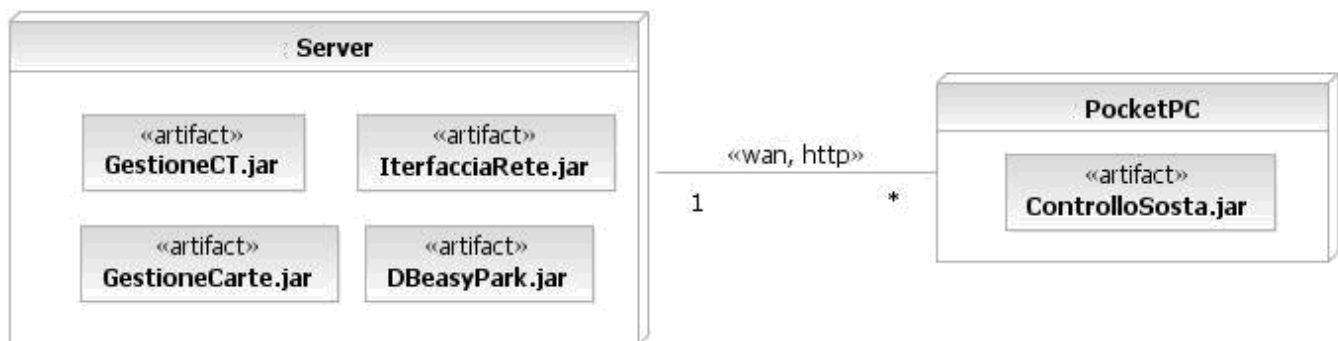 Server
«artifact»
GestioneCT.jar
«artifact»
IterfacciaRete.jar
«artifact»
GestioneCarte.jar
«artifact»
DBeasyPark.jar
«wan, http»
1
*
PocketPC
«artifact»
ControlloSosta.jar